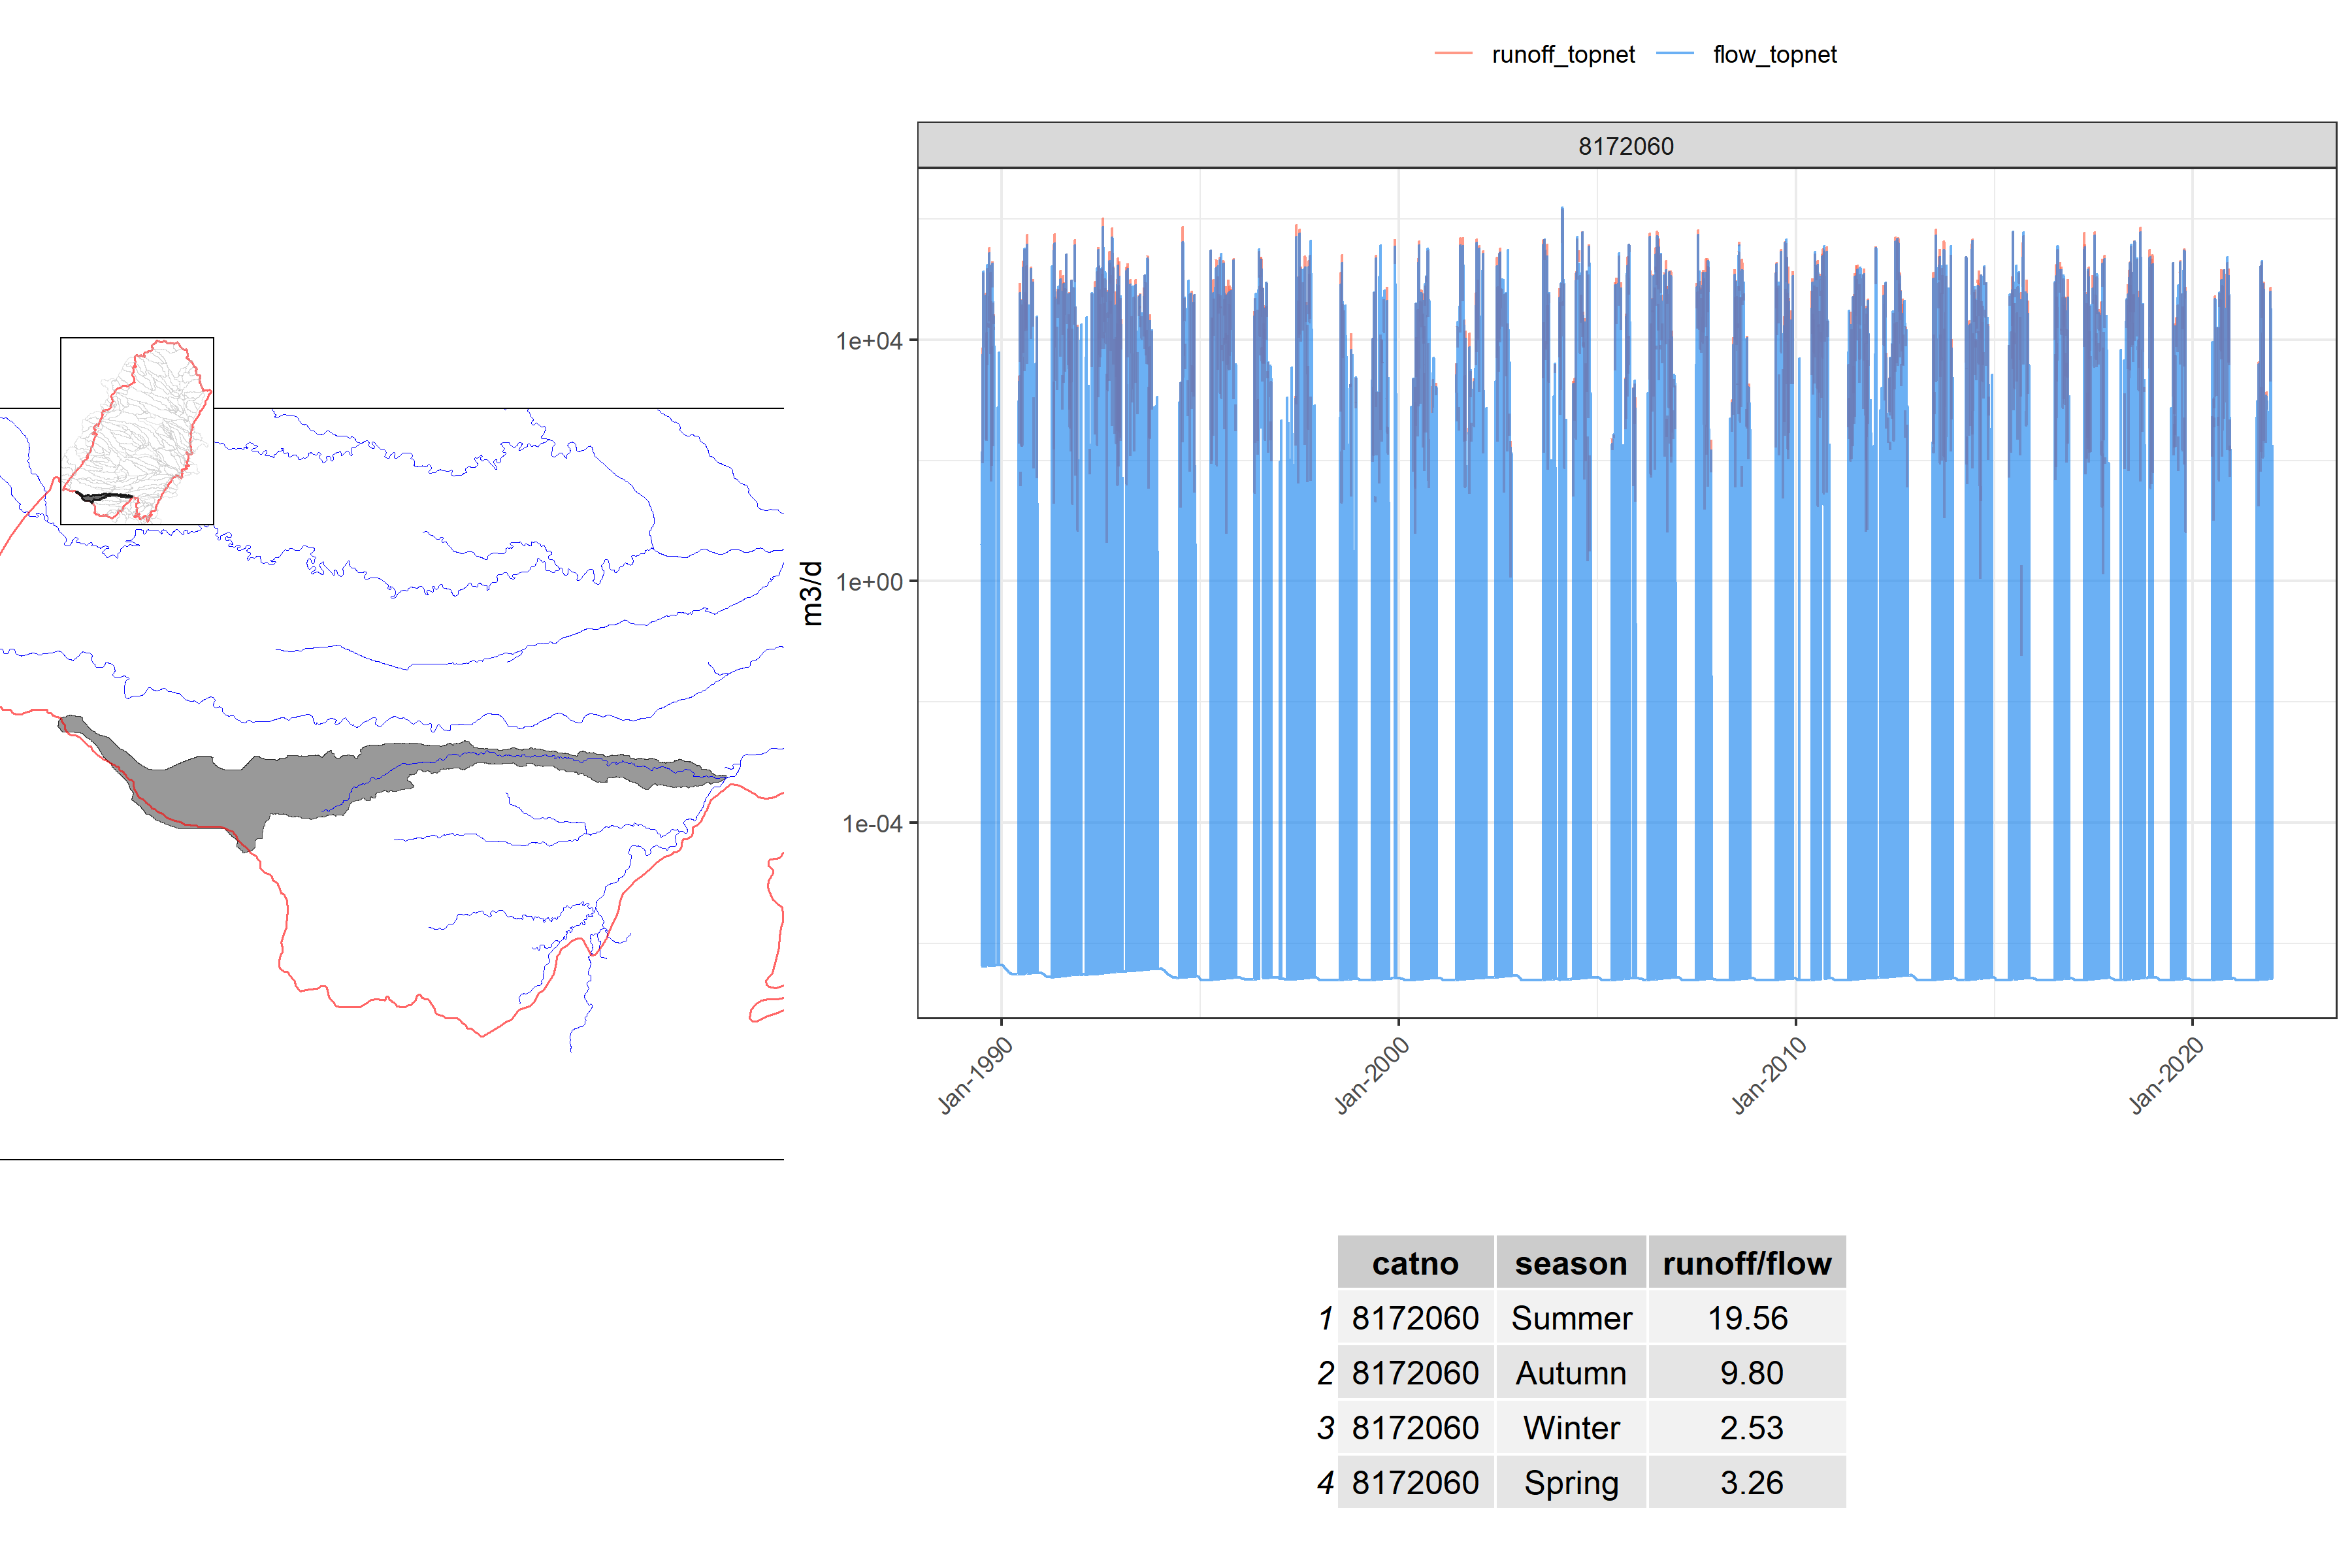 runoff_topnet flow_topnet
8172060
m3/d
1e+04
1e+00
1e-04
Jan-1990 Jan-2000 Jan-2010 Jan-2020
catno season runoff/flow
1 8172060 Summer 19.56
2 8172060 Autumn 9.80
3 8172060 Winter 2.53
4 8172060 Spring 3.26